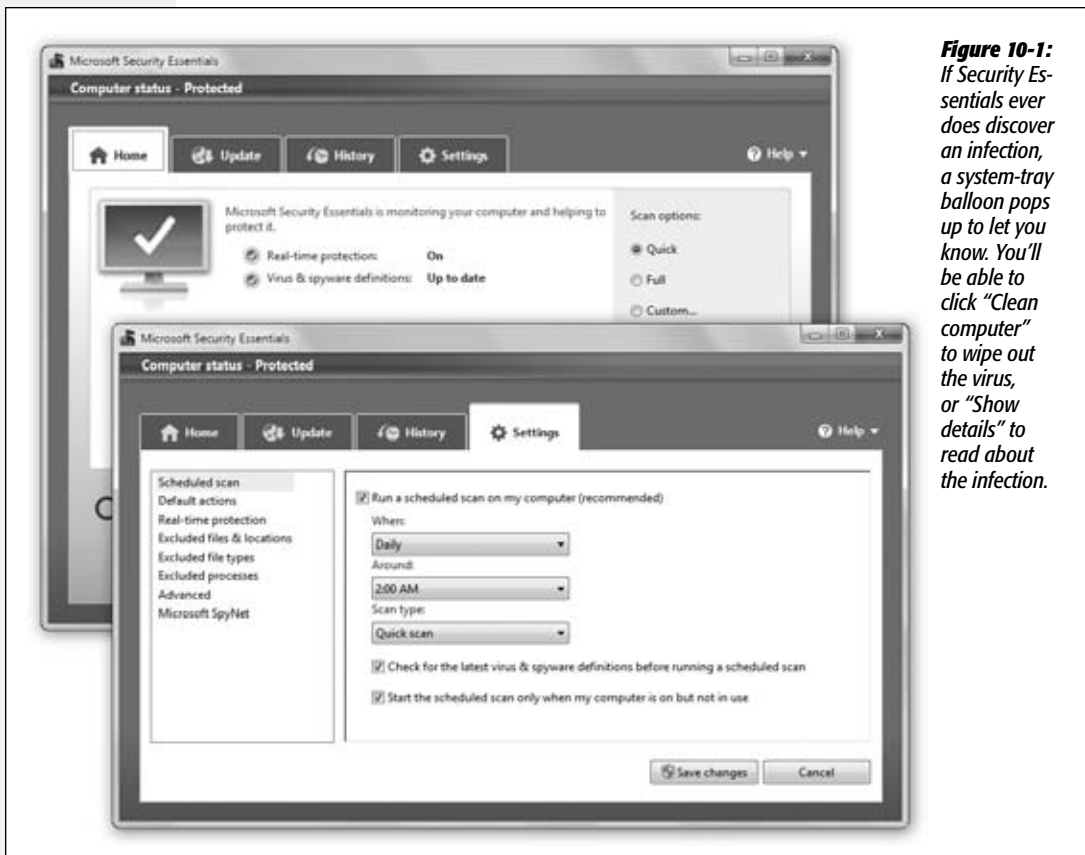 Microsoft Security Essentials
Computer status - Protected
Home
Update
History
Settings
Help
Microsoft Security Essentials is monitoring your computer and helping to
protect it.
Real-time protection: On
Virus & spyware definitions: Up to date
Scan options:
Quick
Full
Custom...
Microsoft Security Essentials
Computer status - Protected
Home
Update
History
Settings
Help
Scheduled scan
Default actions
Real-time protection
Excluded files & locations
Excluded file types
Excluded processes
Advanced
Microsoft SpyNet
Run a scheduled scan on my computer (recommended)
When:
Daily
Around:
2:00 AM
Scan type:
Quick scan
Check for the latest virus & spyware definitions before running a scheduled scan
Start the scheduled scan only when my computer is on but not in use
Save changes
Cancel
Figure 10-1:
If Security Es-
sentials ever
does discover
an infection,
a system-tray
balloon pops
up to let you
know. You’ll
be able to
click “Clean
computer”
to wipe out
the virus,
or “Show
details” to
read about
the infection.